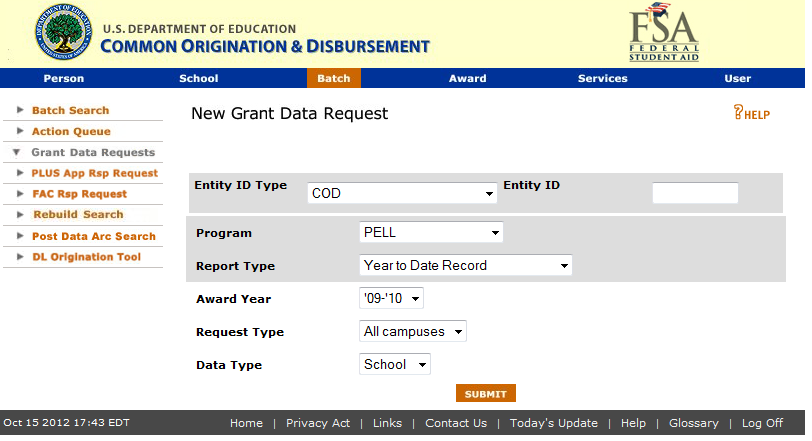 U.S. DEPARTMENT OF EDUCATION
COMMON ORIGINATION & DISBURSEMENT
FSA
FEDERAL
STUDENT AID
Person School Batch Award Services User
Batch Search
Action Queue
Grant Data Requests
PLUS App Rsp Request
FAC Rsp Request
Rebuild Search
Post Data Arc Search
DL Origination Tool
New Grant Data Request
?HELP
Entity ID Type COD Entity ID
Program PELL
Report Type Year to Date Record
Award Year '09-'10
Request Type All campuses
Data Type School
SUBMIT
Oct 15 2012 17:43 EDT Home | Privacy Act | Links | Contact Us | Today's Update | Help | Glossary | Log Off